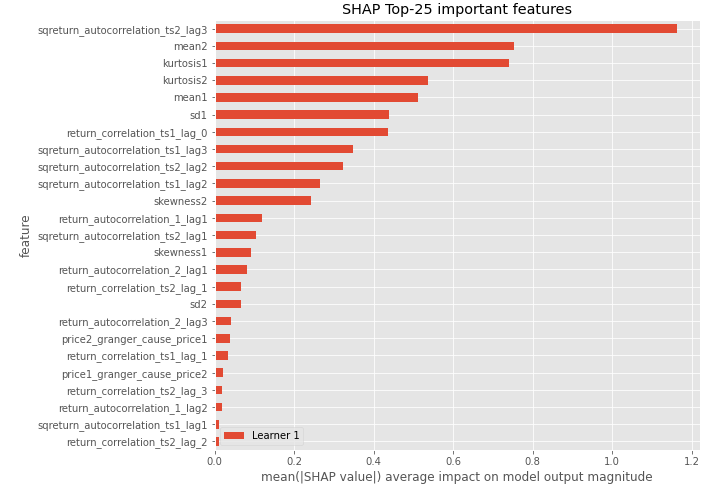 SHAP Top-25 important features
sqreturn_autocorrelation_ts2_lag3
mean2
kurtosis1
kurtosis2
mean1
sd1
return_correlation_ts1_lag_0
sqreturn_autocorrelation_ts1_lag3
sqreturn_autocorrelation_ts2_lag2
sqreturn_autocorrelation_ts1_lag2
skewness2
return_autocorrelation_1_lag1
sqreturn_autocorrelation_ts2_lag1
skewness1
return_autocorrelation_2_lag1
return_correlation_ts2_lag_1
sd2
return_autocorrelation_2_lag3
price2_granger_cause_price1
return_correlation_ts1_lag_1
price1_granger_cause_price2
return_correlation_ts2_lag_3
return_autocorrelation_1_lag2
sqreturn_autocorrelation_ts1_lag1
return_correlation_ts2_lag_2
feature
Learner 1
0.0 0.2 0.4 0.6 0.8 1.0 1.2
mean(|SHAP value|) average impact on model output magnitude